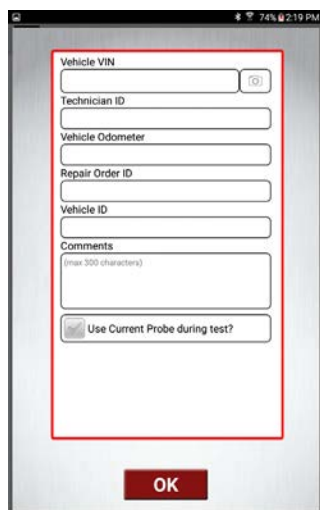 74% 2:19 PM
Vehicle VIN
Technician ID
Vehicle Odometer
Repair Order ID
Vehicle ID
Comments
(max 300 characters)
Use Current Probe during test?
OK